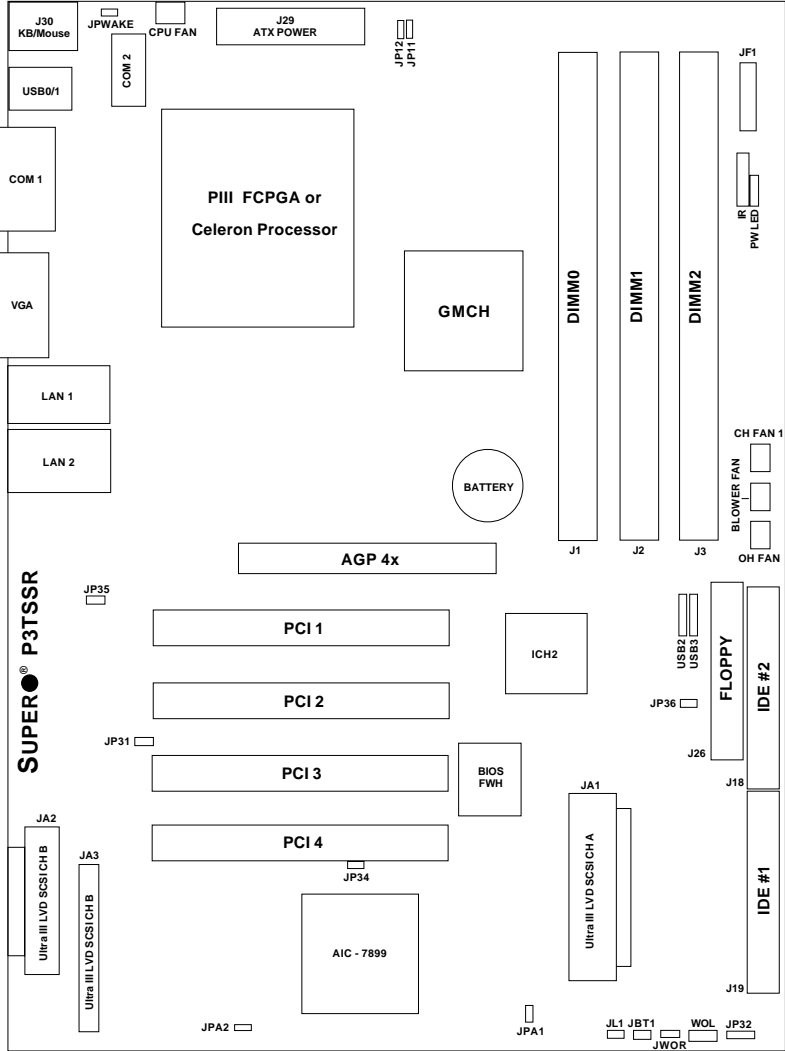 J30
KB/Mouse
JPWAKE
CPU FAN
J29
ATX POWER
JP12
JP11
JF1
COM 2
USB0/1
COM 1
PIII FCPGA or
Celeron Processor
IR
PW LED
VGA
GMCH
DIMM0
DIMM1
DIMM2
LAN 1
LAN 2
BATTERY
CH FAN 1
BLOWER FAN
OH FAN
J1
J2
J3
AGP 4x
JP35
SUPER® P3TSSR
PCI 1
ICH2
USB2
USB3
FLOPPY
IDE #2
PCI 2
JP36
JP31
J26
PCI 3
BIOS
FWH
JA1
J18
JA2
JA3
PCI 4
JP34
Ultra III LVD SCSI CH B
Ultra III LVD SCSI CH B
AIC - 7899
Ultra III LVD SCSI CH A
IDE #1
J19
JPA2
JPA1
JL1
JBT1
JWOR
WOL
JP32